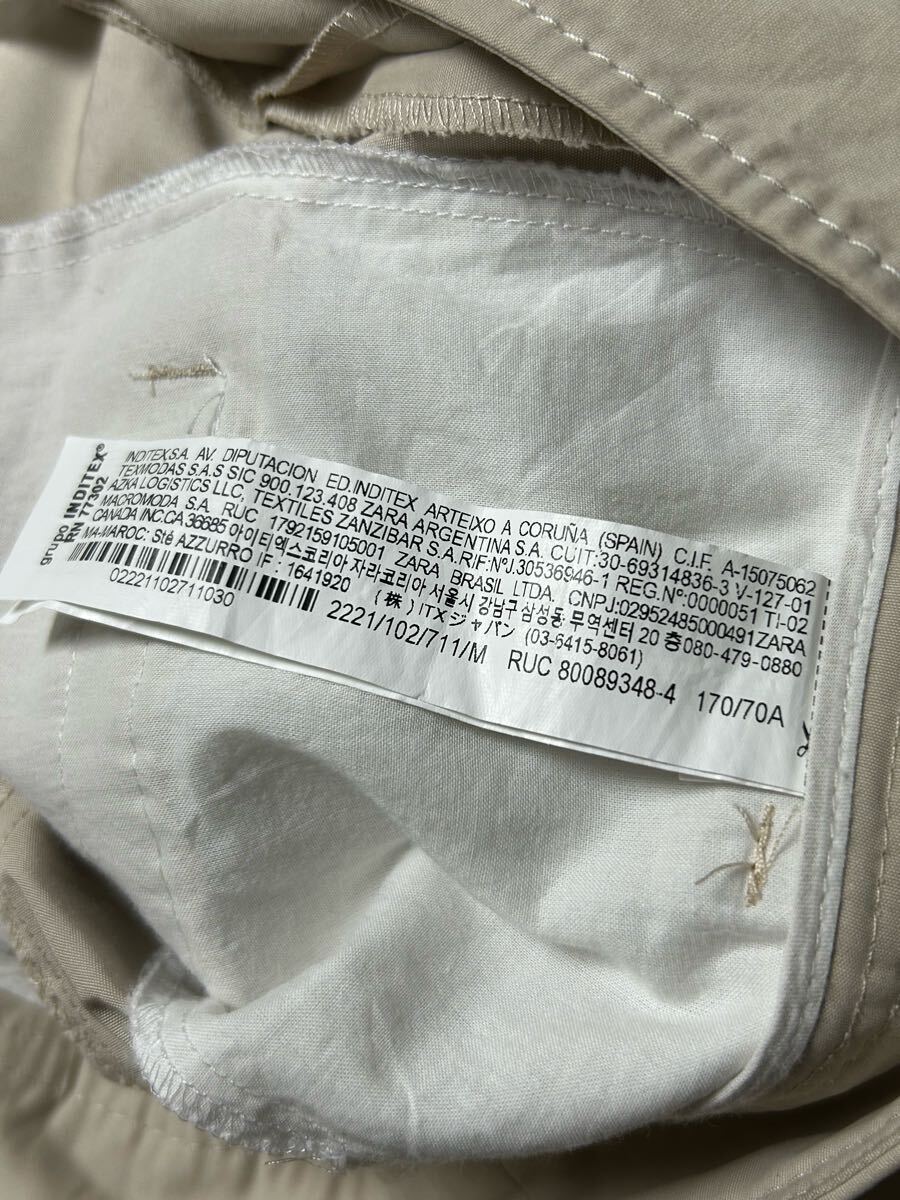 grupo INDITEX®
RN 77302
INDITEX.S.A. AV. DIPUTACION ED.INDITEX ARTEIXO A CORUÑA (SPAIN) C.I.F. A-15075062
TEXMODAS S.A.S SIC 900.123.408 ZARA ARGENTINA S.A. CUIT:30-69314836-3 V-127-01
AZKA LOGISTICS LLC, TEXTILES ZANZIBAR S.A.RIF:Nº.J.30536946-1 REG.Nº:0000051 TI-02
MACROMODA S.A. RUC 1792159105001 ZARA BRASIL LTDA, CNPJ:02952485000491ZARA
CANADA INC.CA 36685 아이티엑스코리아 자라코리아 서울시 강남구 삼성동 무역센터 20 층 080-479-0880
MA-MAROC: Sté AZZURRO IF : 1641920 (株) ITXジャパン (03-6415-8061)
02221102711030
2221/102/711/M RUC 80089348-4 170/70A